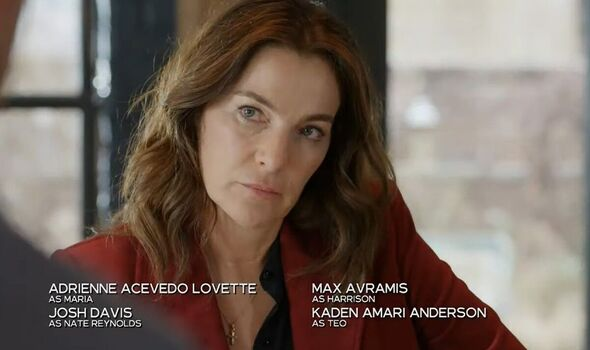 ADRIENNE ACEVEDO LOVETTE
AS MARIA
JOSH DAVIS
AS NATE REYNOLDS
MAX AVRAMIS
AS HARRISON
KADEN AMARI ANDERSON
AS TEO